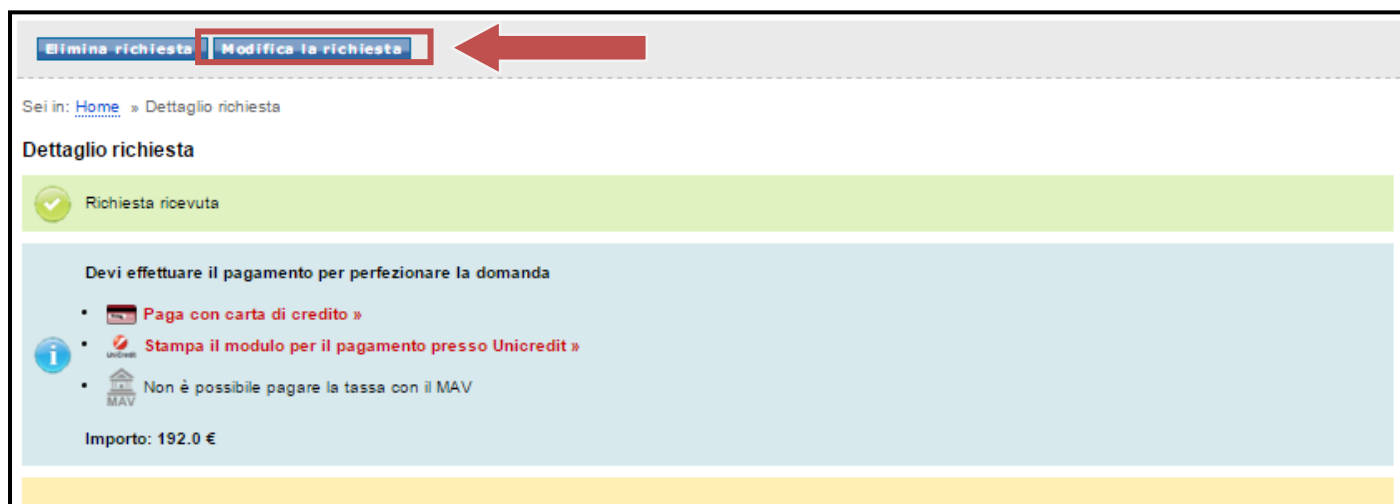 Elimina richiesta Modifica la richiesta
Sei in: Home » Dettaglio richiesta
Dettaglio richiesta
Richiesta ricevuta
Devi effettuare il pagamento per perfezionare la domanda
• Paga con carta di credito »
• UniCredit Stampa il modulo per il pagamento presso Unicredit »
• MAV Non è possibile pagare la tassa con il MAV
Importo: 192.0 €